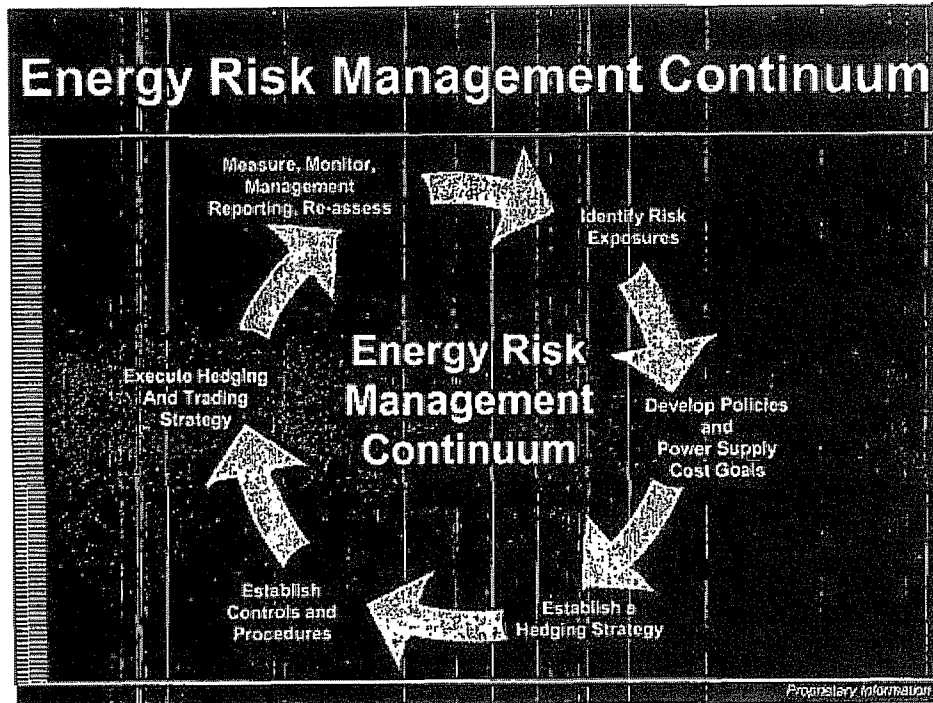 Energy Risk Management Continuum
Measure, Monitor,
Management
Reporting, Re-assess
Identify Risk
Exposures
Develop Policies
and
Power Supply
Cost Goals
Establish a
Hedging Strategy
Establish
Controls and
Procedures
Execute Hedging
And Trading
Strategy
Energy Risk
Management
Continuum
Proprietary Information